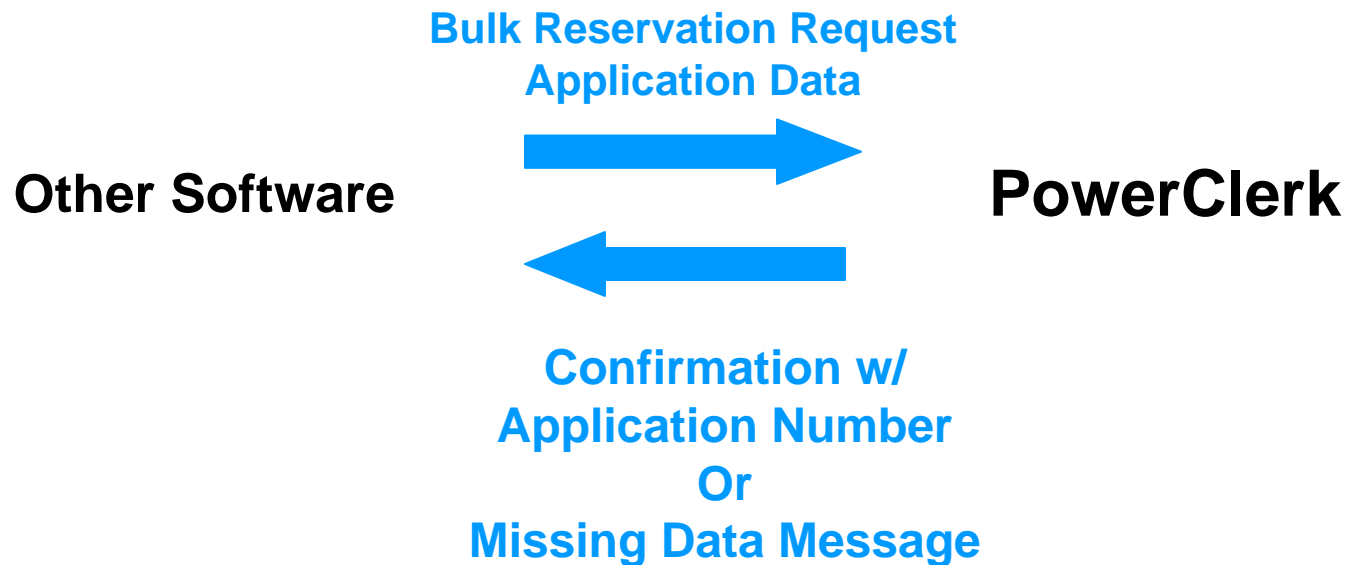 Bulk Reservation Request
Application Data
Other Software
PowerClerk
Confirmation w/
Application Number
Or
Missing Data Message